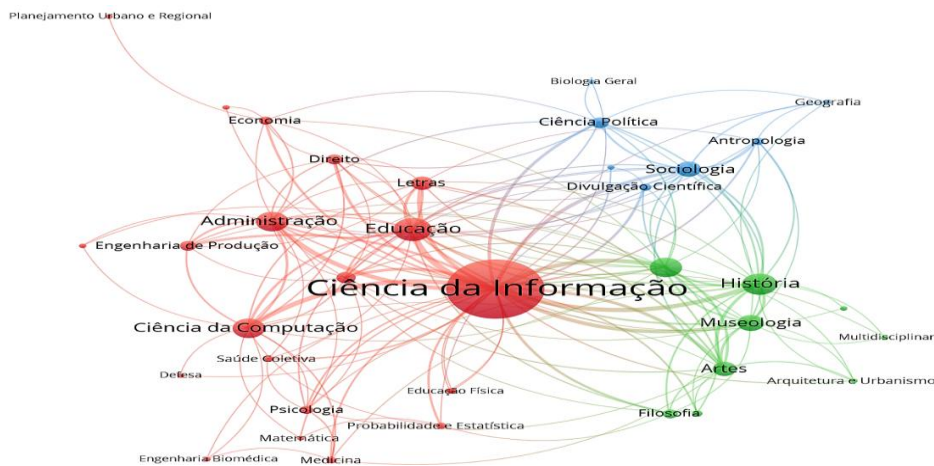 Planejamento Urbano e Regional
Biologia Geral
Geografia
Economia
Ciência Política
Antropologia
Direito
Sociologia
Letras
Divulgação Científica
Administração
Educação
Engenharia de Produção
Ciência da Informação
História
Ciência da Computação
Museologia
Multidisciplinar
Saúde Coletiva
Artes
Defesa
Arquitetura e Urbanismo
Educação Física
Psicologia
Filosofia
Probabilidade e Estatística
Matemática
Engenharia Biomédica
Medicina